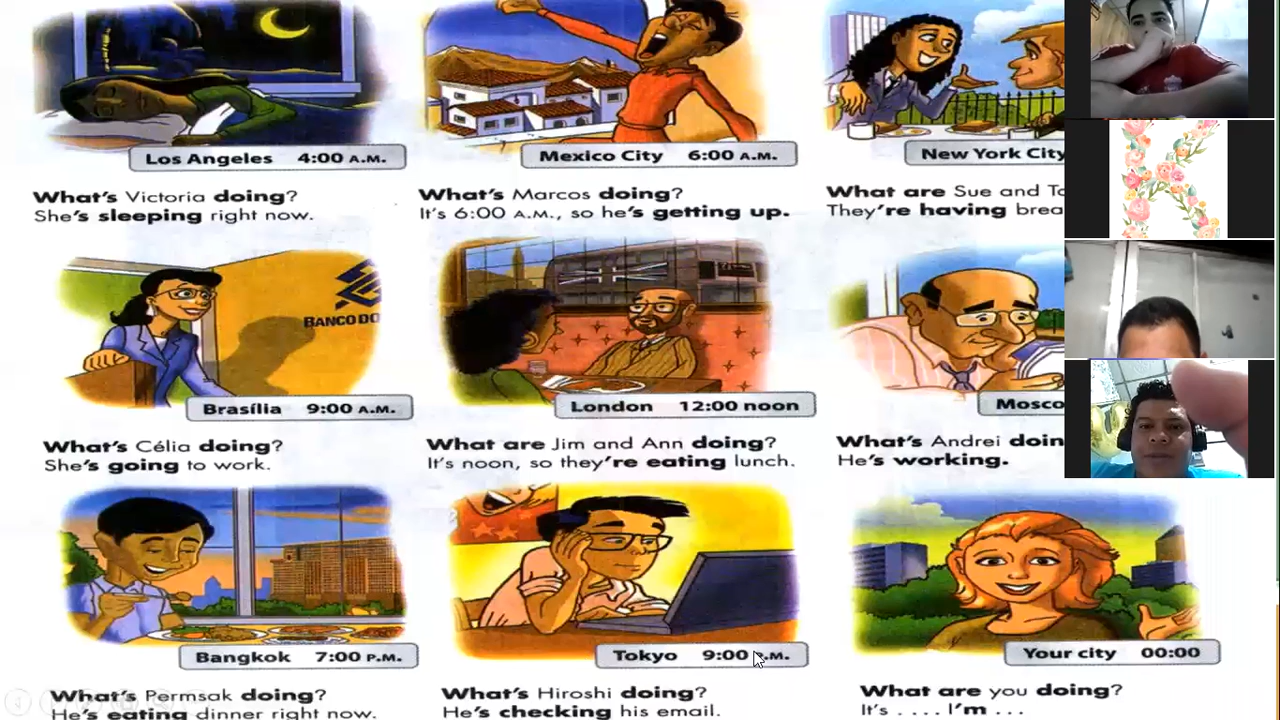 Los Angeles 4:00 A.M.
What's Victoria doing?
She's sleeping right now.
Mexico City 6:00 A.M.
What's Marcos doing?
It's 6:00 A.M., so he's getting up.
New York City
What are Sue and
They're having
BANCO DO
Brasília 9:00 A.M.
What's Célia doing?
She's going to work.
London 12:00 noon
What are Jim and Ann doing?
It's noon, so they're eating lunch.
What's Andrei
He's working.
Bangkok 7:00 P.M.
What's Permsak doing?
He's eating dinner right now.
Tokyo 9:00
What's Hiroshi doing?
He's checking his email.
Your city 00:00
What are you doing?
It's .... I'm ...
K